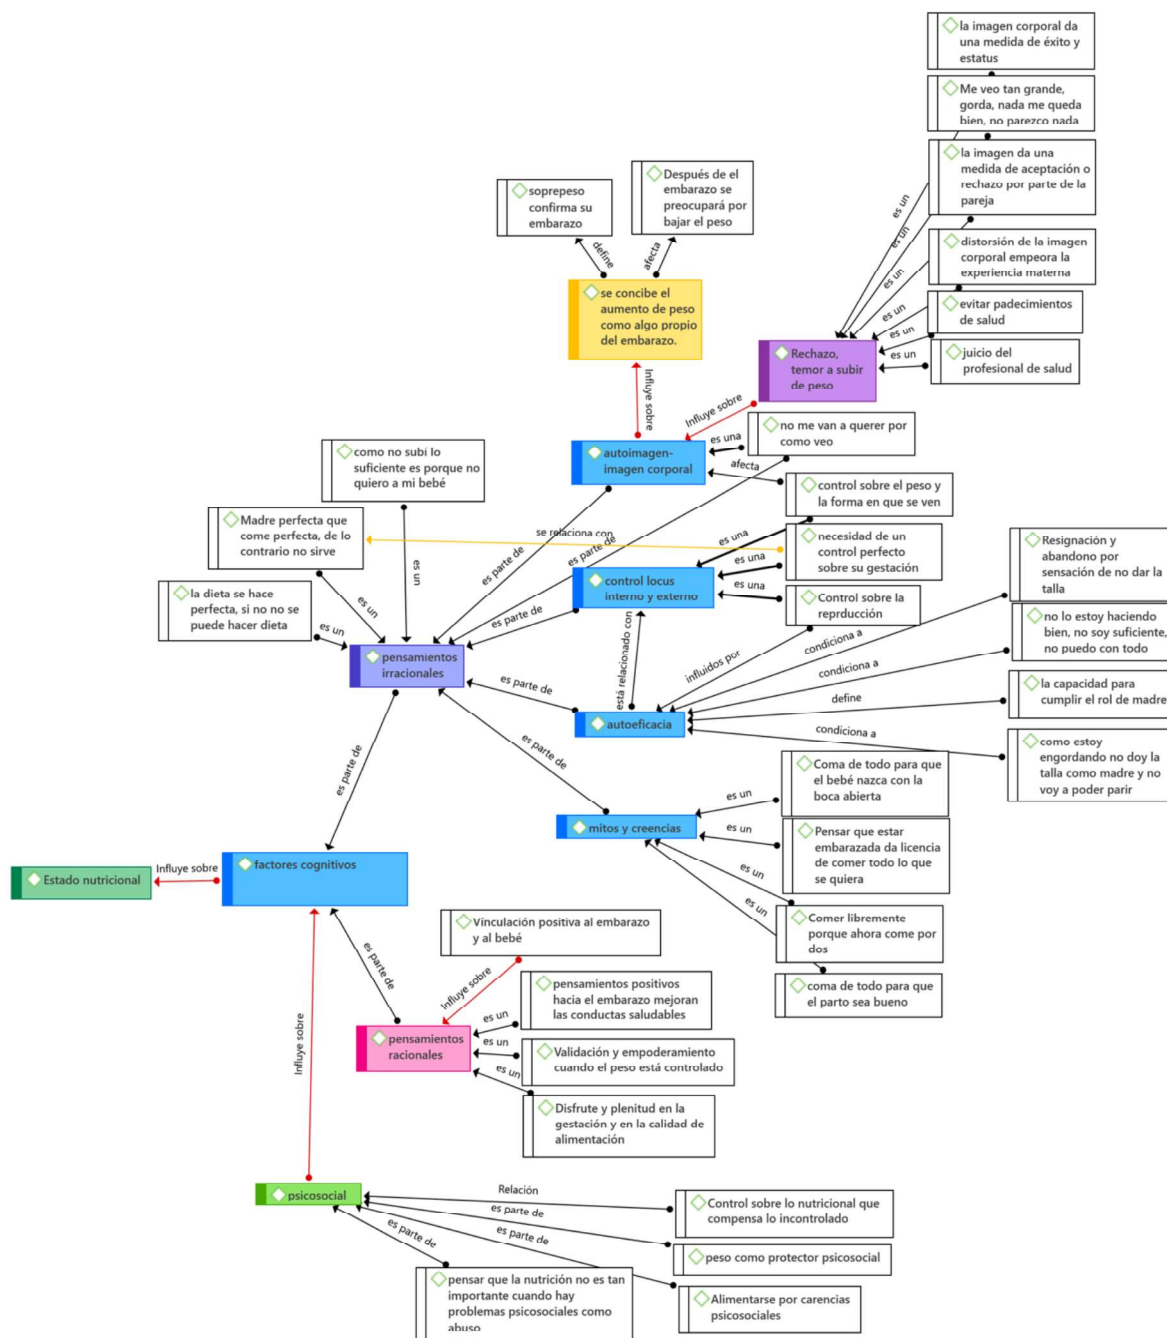 la imagen corporal da
una medida de éxito y
estatus
Me veo tan grande,
gorda, nada me queda
bien, no parezco nada
la imagen da una
medida de aceptación o
rechazo por parte de la
pareja
distorsión de la imagen
corporal empeora la
experiencia materna
evitar padecimientos
de salud
juicio del
profesional de salud
es un
es un
es un
es un
es un
es un
Rechazo,
temor a subir
de peso
soprepeso
confirma su
embarazo
Después de el
embarazo se
preocupará por
bajar el peso
define
afecta
se concibe el
aumento de peso
como algo propio
del embarazo.
Influye sobre
Influye sobre
autoimagen-
imagen corporal
es una
no me van a querer por
como veo
afecta
control sobre el peso y
la forma en que se ven
como no subí lo
suficiente es porque no
quiero a mi bebé
Madre perfecta que
come perfecta, de lo
contrario no sirve
se relaciona con
es una
necesidad de un
control perfecto
sobre su gestación
es una
control locus
interno y externo
es una
Control sobre la
reprducción
la dieta se hace
perfecta, si no no se
puede hacer dieta
es un
es un
es un
es parte de
es parte de
es parte de
pensamientos
irracionales
es parte de
está relacionado con
influidos por
autoeficacia
condiciona a
Resignación y
abandono por
sensación de no dar la
talla
condiciona a
no lo estoy haciendo
bien, no soy suficiente,
no puedo con todo
define
la capacidad para
cumplir el rol de madre
condiciona a
como estoy
engordando no doy la
talla como madre y no
voy a poder parir
es parte de
es parte de
mitos y creencias
es un
Coma de todo para que
el bebé nazca con la
boca abierta
es un
Pensar que estar
embarazada da licencia
de comer todo lo que
se quiera
es un
Comer libremente
porque ahora come por
dos
es un
coma de todo para que
el parto sea bueno
Estado nutricional
Influye sobre
factores cognitivos
es parte de
Vínculación positiva al embarazo
y al bebé
Influye sobre
pensamientos
racionales
es un
pensamientos positivos
hacia el embarazo mejoran
las conductas saludables
es un
Validación y empoderamiento
cuando el peso está controlado
es un
Disfrute y plenitud en la
gestación y en la calidad de
alimentación
Influye sobre
psicosocial
Relación
Control sobre lo nutricional que
compensa lo incontrolado
es parte de
peso como protector psicosocial
es parte de
Alimentarse por carencias
psicosociales
es parte de
pensar que la nutrición no es tan
importante cuando hay
problemas psicosociales como
abuso